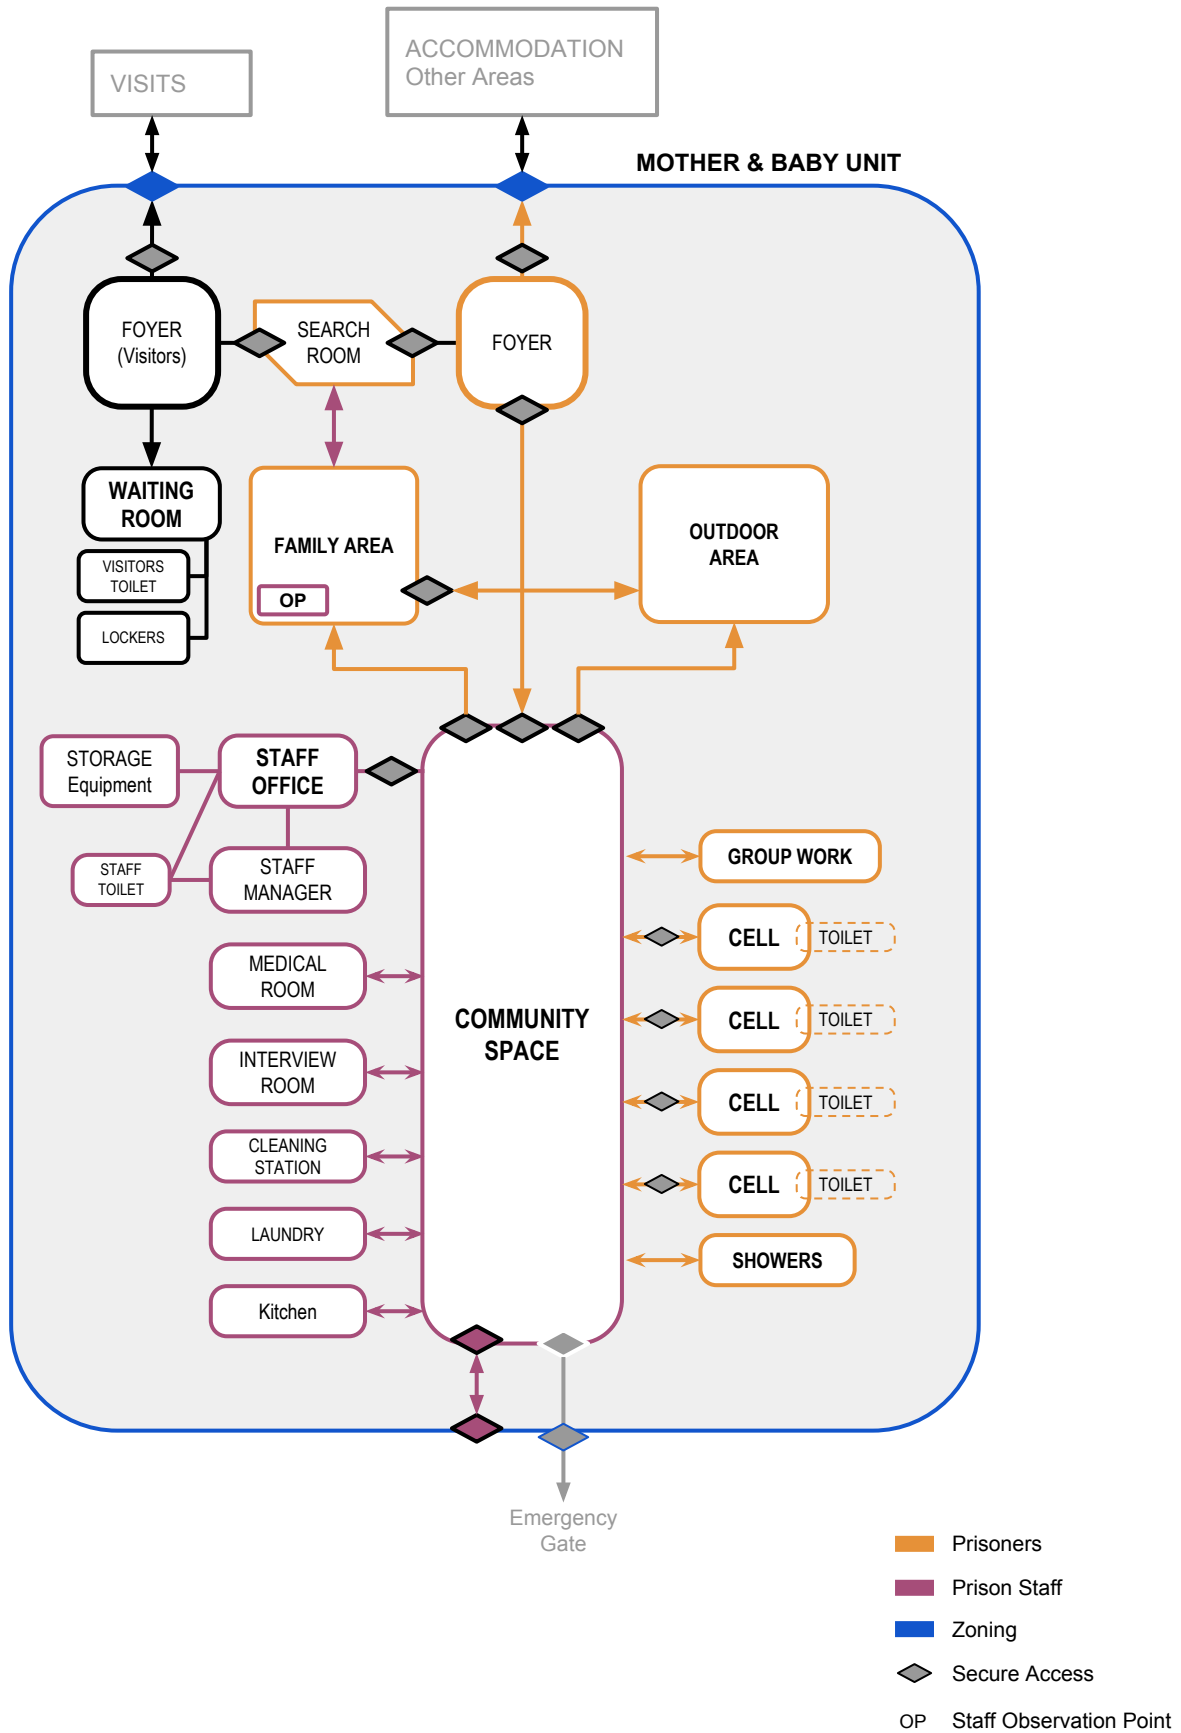 VISITS
ACCOMMODATION
Other Areas
MOTHER & BABY UNIT
FOYER
(Visitors)
SEARCH
ROOM
FOYER
WAITING
ROOM
VISITORS
TOILET
LOCKERS
FAMILY AREA
OP
OUTDOOR
AREA
STORAGE
Equipment
STAFF
OFFICE
STAFF
TOILET
STAFF
MANAGER
MEDICAL
ROOM
INTERVIEW
ROOM
CLEANING
STATION
LAUNDRY
Kitchen
COMMUNITY
SPACE
GROUP WORK
CELL
TOILET
CELL
TOILET
CELL
TOILET
CELL
TOILET
SHOWERS
Emergency
Gate
Prisoners
Prison Staff
Zoning
Secure Access
OP Staff Observation Point